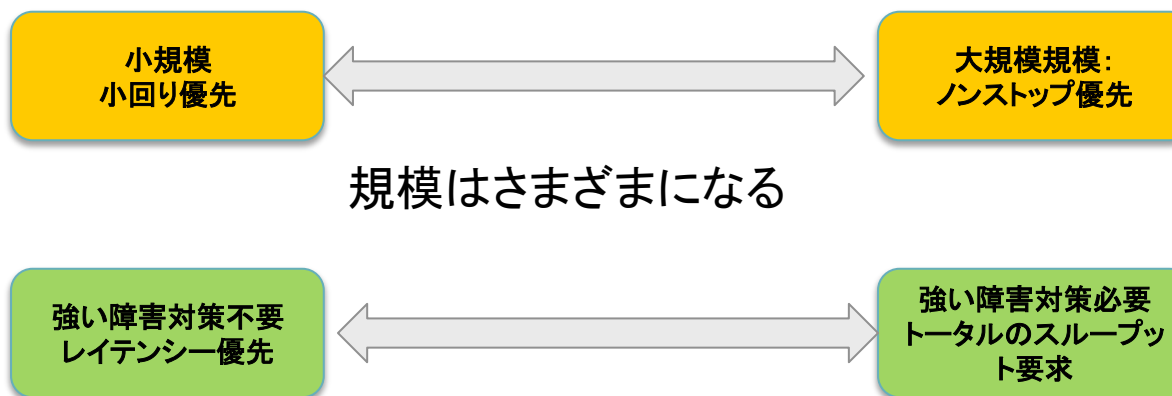 小規模
小回り優先
大規模規模:
ノンストップ優先
規模はさまざまになる
強い障害対策不要
レイテンシー優先
強い障害対策必要
トータルのスループッ
ト要求